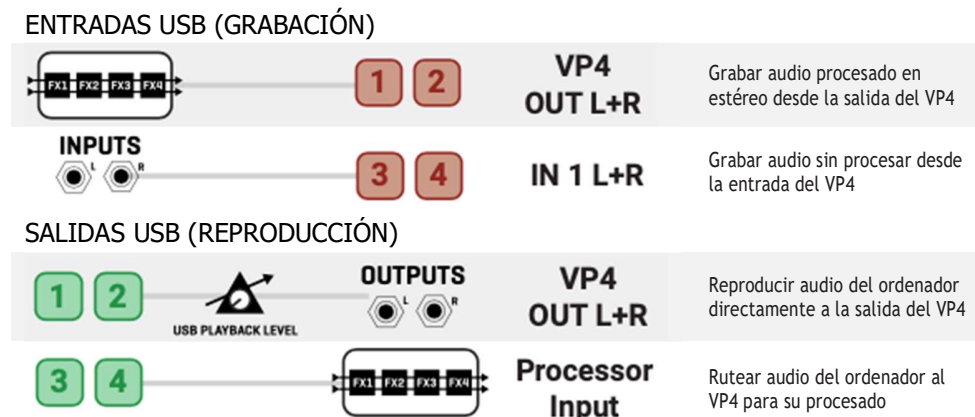 ENTRADAS USB (GRABACIÓN)
FX1 FX2 FX3 FX4
1 2
VP4
OUT L+R
Grabar audio procesado en
estéreo desde la salida del VP4
INPUTS
L R
3 4
IN 1 L+R
Grabar audio sin procesar desde
la entrada del VP4
SALIDAS USB (REPRODUCCIÓN)
1 2
USB PLAYBACK LEVEL
OUTPUTS
L R
VP4
OUT L+R
Reproducir audio del ordenador
directamente a la salida del VP4
3 4
FX1 FX2 FX3 FX4
Processor
Input
Rutear audio del ordenador al
VP4 para su procesado